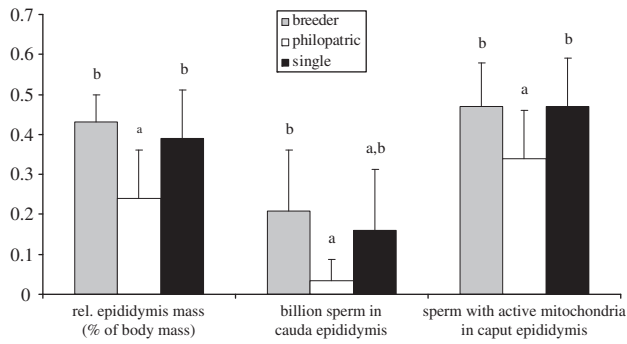 0.7
0.6
0.5
0.4
0.3
0.2
0.1
0
breeder
philopatric
single
b
a
b
b
a
a,b
b
a
b
rel. epididymis mass
(% of body mass)
billion sperm in
cauda epididymis
sperm with active mitochondria
in caput epididymis